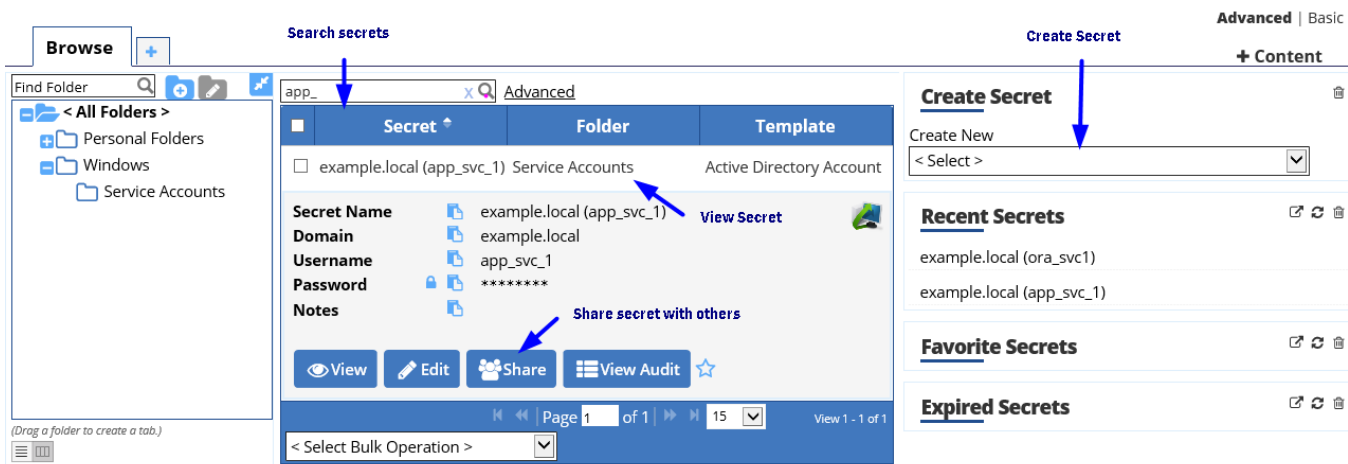 Advanced | Basic
Search secrets
Create Secret
Browse
+
+ Content
Find Folder
< All Folders >
Personal Folders
Windows
Service Accounts
(Drag a folder to create a tab.)
app_ x Advanced
Secret Folder Template
example.local (app_svc_1) Service Accounts Active Directory Account
Secret Name example.local (app_svc_1)
View Secret
Domain example.local
Username app_svc_1
Password ********
Notes
Share secret with others
View Edit Share View Audit
Page 1 of 1 15 View 1 - 1 of 1
< Select Bulk Operation >
Create Secret
Create New
< Select >
Recent Secrets
example.local (ora_svc1)
example.local (app_svc_1)
Favorite Secrets
Expired Secrets